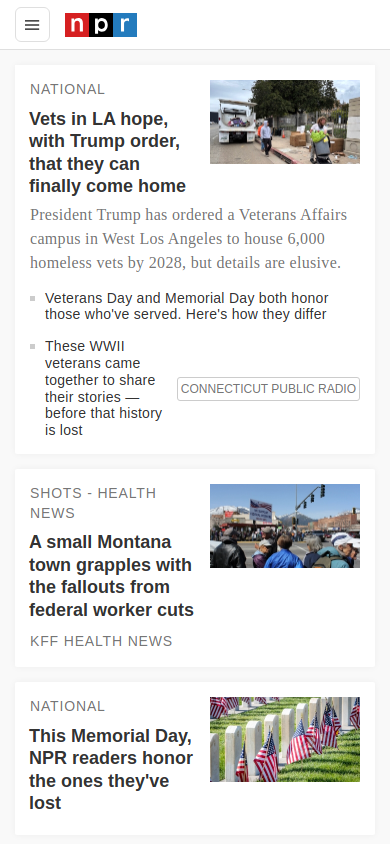 npr
NATIONAL
Vets in LA hope,
with Trump order,
that they can
finally come home
President Trump has ordered a Veterans Affairs
campus in West Los Angeles to house 6,000
homeless vets by 2028, but details are elusive.
Veterans Day and Memorial Day both honor
those who've served. Here's how they differ
These WWII
veterans came
together to share
their stories —
before that history
is lost
CONNECTICUT PUBLIC RADIO
SHOTS - HEALTH
NEWS
A small Montana
town grapples with
the fallouts from
federal worker cuts
KFF HEALTH NEWS
NATIONAL
This Memorial Day,
NPR readers honor
the ones they've
lost